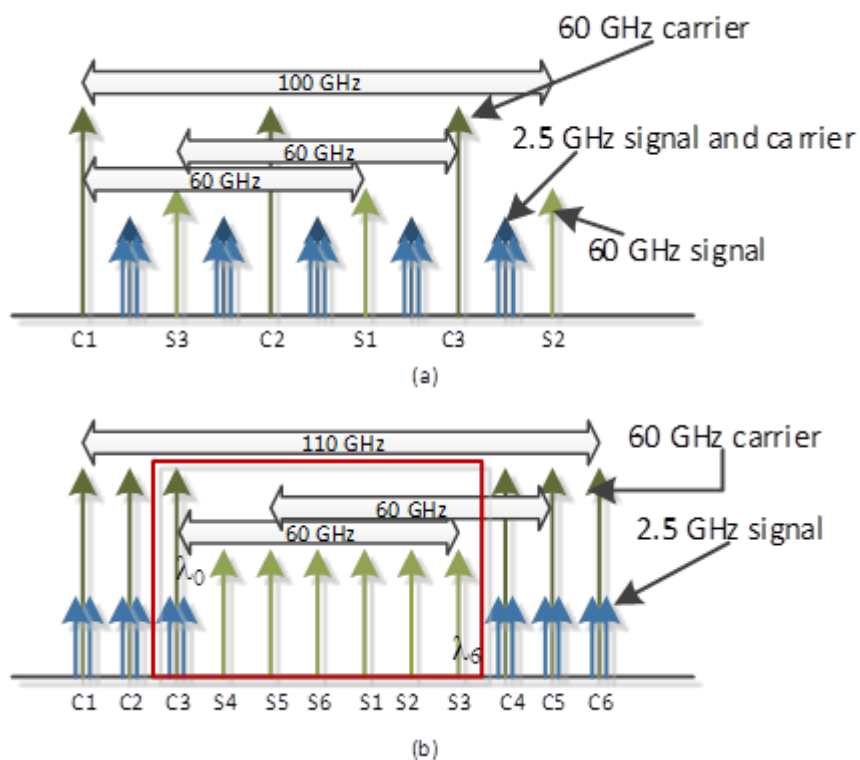 60 GHz carrier
100 GHz
2.5 GHz signal and carrier
60 GHz
60 GHz
60 GHz signal
C1 S3 C2 S1 C3 S2
(a)
110 GHz
60 GHz carrier
60 GHz
60 GHz
2.5 GHz signal
λ0
λ6
C1 C2 C3 S4 S5 S6 S1 S2 S3 C4 C5 C6
(b)